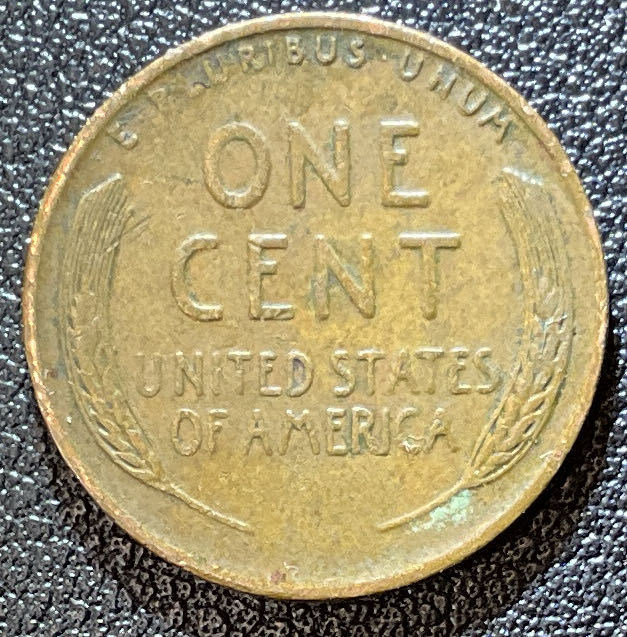 E PLURIBUS · UNUM
ONE
CENT
UNITED STATES
OF AMERICA